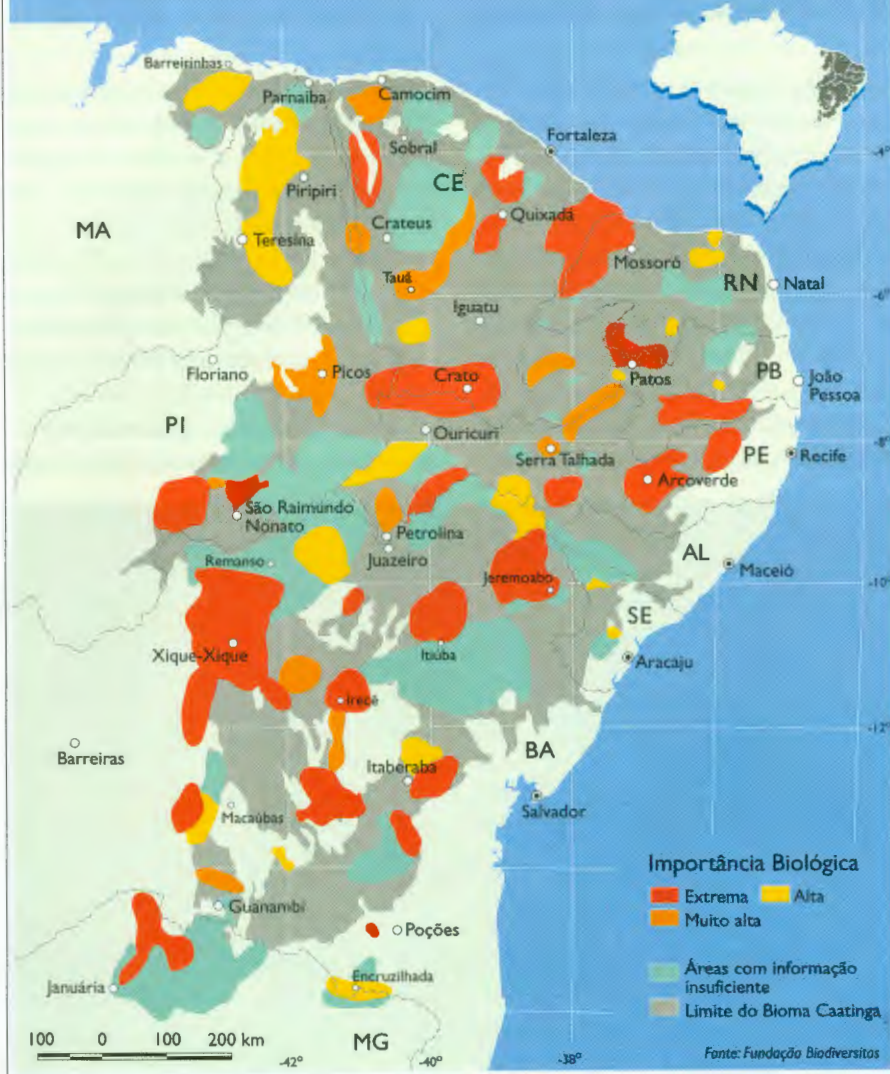 Barreirinhas
Parnaiba
Camocim
Sobral
Fortaleza
-4°
Piripiri
CE
MA
Quixadá
Crateus
Teresina
Mossoró
Tauá
RN
Natal
-6°
Iguatu
Floriano
Picos
Crato
Patos
PB
João
Pessoa
PI
Ouricuri
-8°
Serra Talhada
PE
Recife
Arcoverde
São Raimundo
Nonato
Petrolina
Juazeiro
AL
Remanso
Jeremoabo
Maceió
-10°
SE
Xique-Xique
Itiúba
Aracaju
Irecê
-12°
BA
Barreiras
Itaberaba
Salvador
Macaúbas
Importância Biológica
Extrema
Alta
Muito alta
Guanambi
Poções
Áreas com informação
insuficiente
Januária
Encruzilhada
Limite do Bioma Caatinga
100 0 100 200 km
MG
-42°
-40°
-38°
Fonte: Fundação Biodiversitas